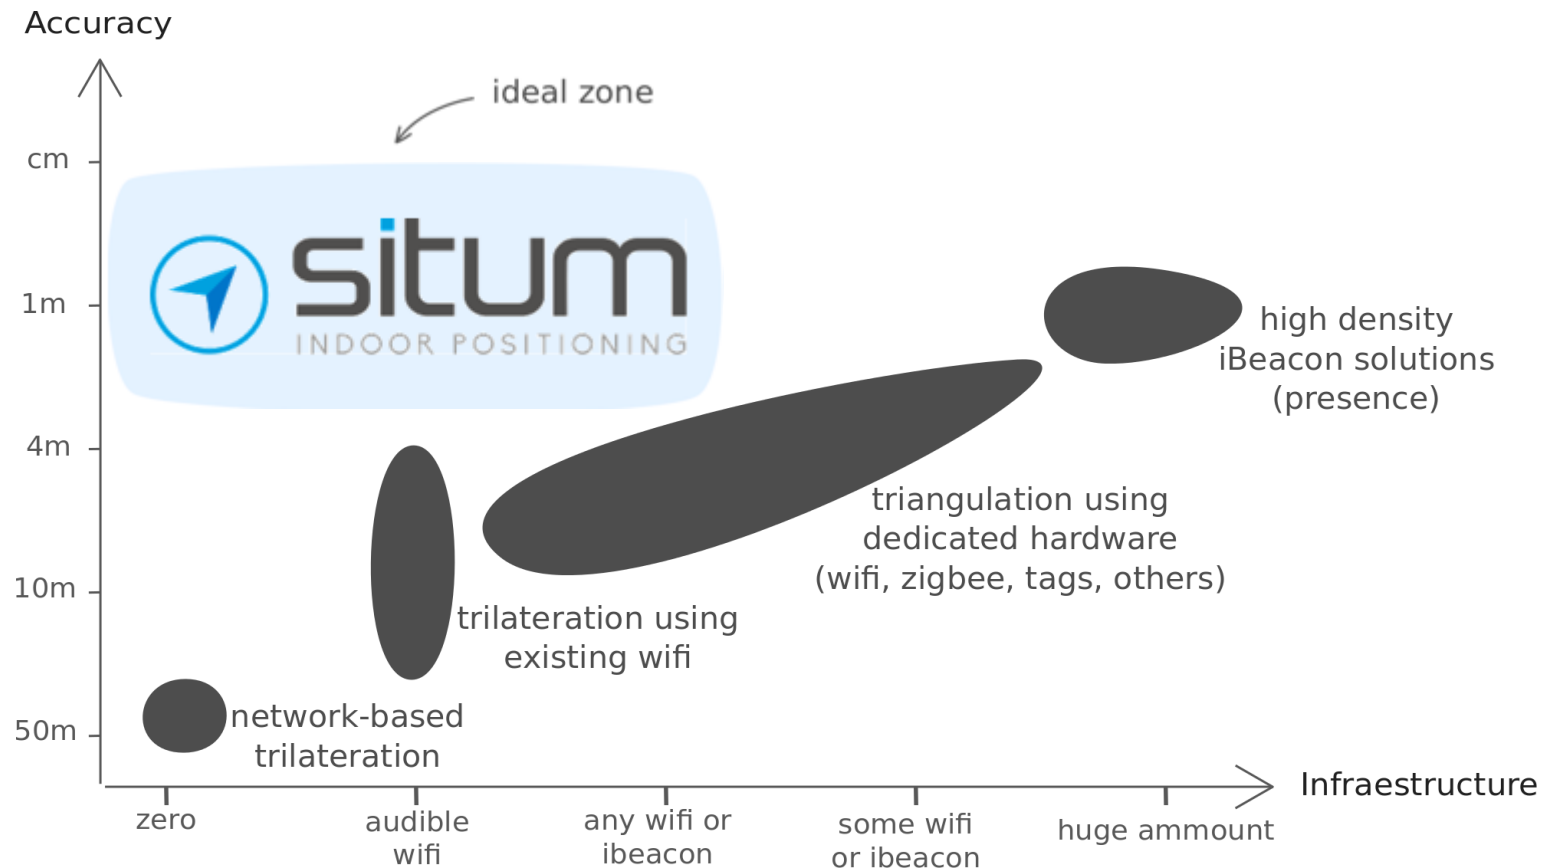 Accuracy
ideal zone
cm
situm
INDOOR POSITIONING
1m
high density
iBeacon solutions
(presence)
4m
triangulation using
dedicated hardware
(wifi, zigbee, tags, others)
10m
trilateration using
existing wifi
50m
network-based
trilateration
Infraestructure
zero
audible
wifi
any wifi or
ibeacon
some wifi
or ibeacon
huge ammount